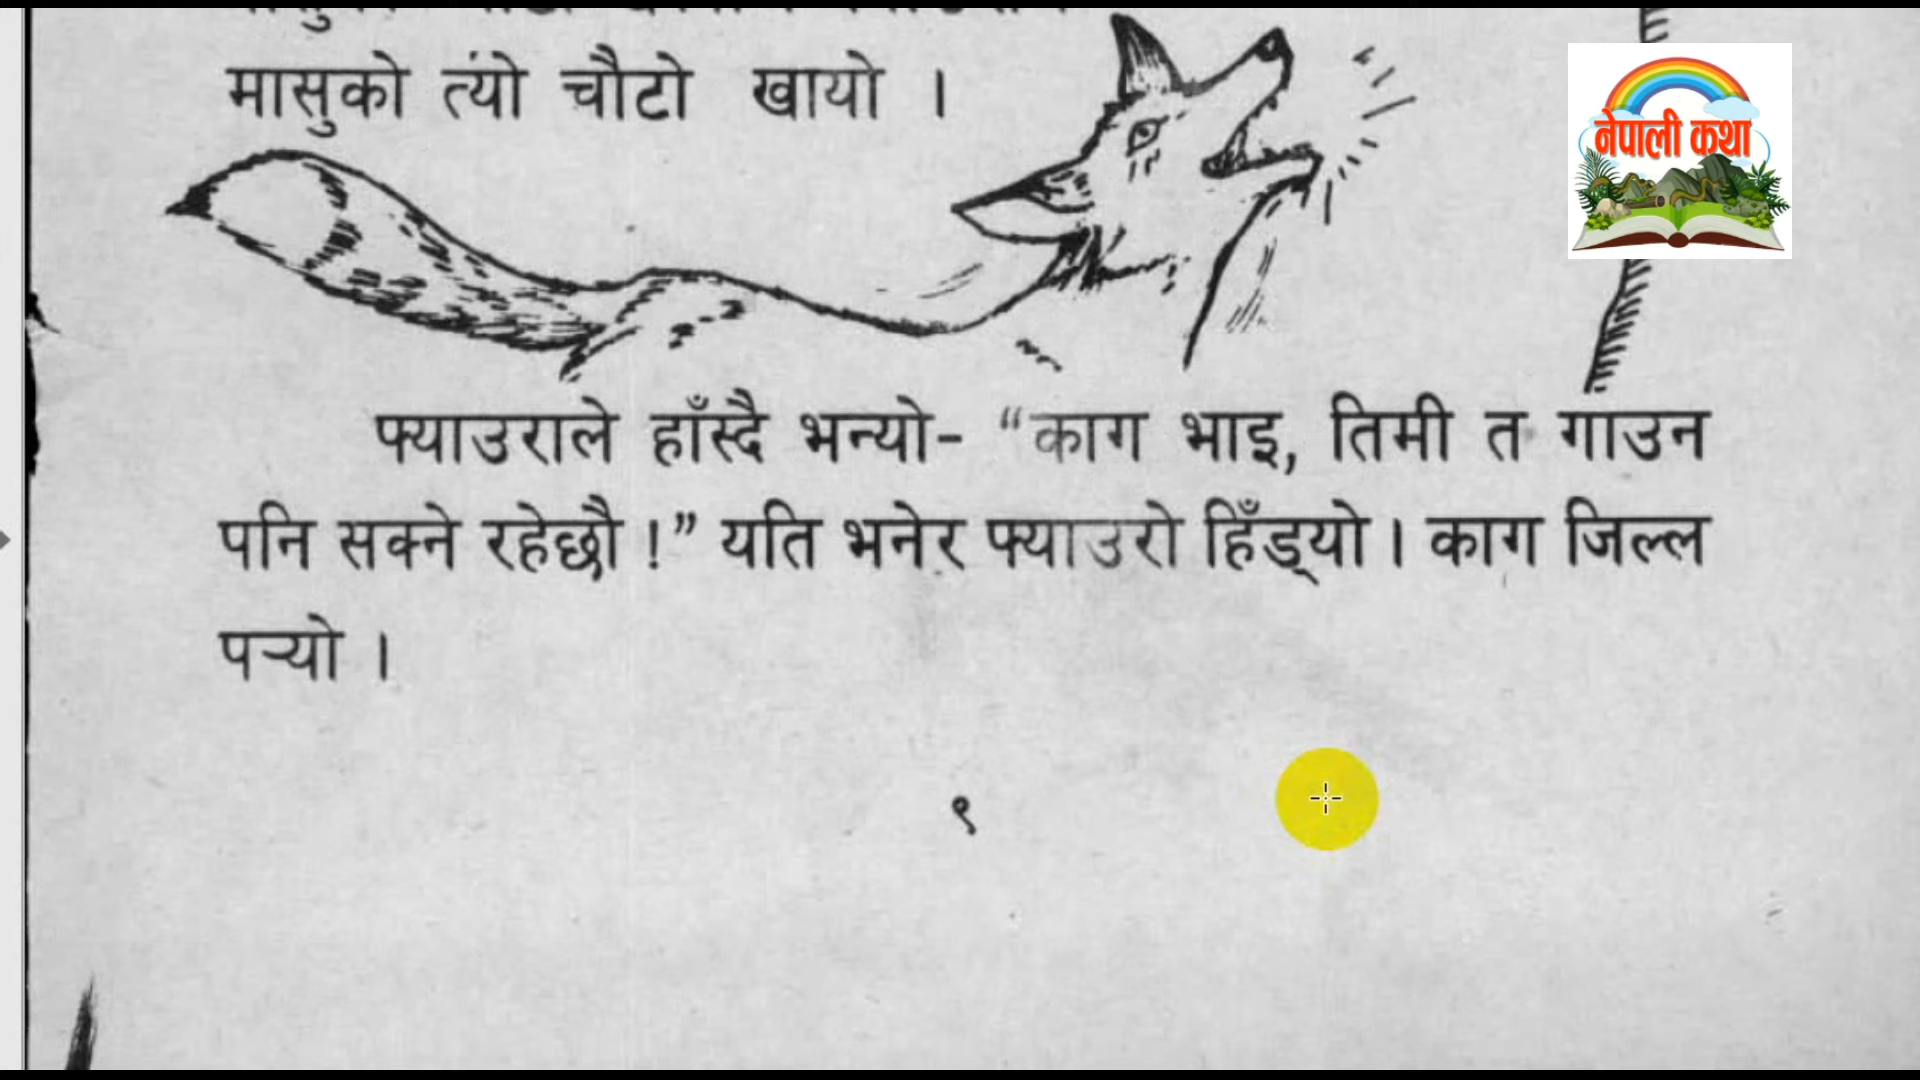 मासुको त्यो चौटो खायो ।
नेपाली कथा
फ्याउराले हाँस्दै भन्यो- “काग भाइ, तिमी त गाउन
पनि सक्ने रहेछौ !” यति भनेर फ्याउरो हिँड्यो । काग जिल्ल
पऱ्यो ।
९